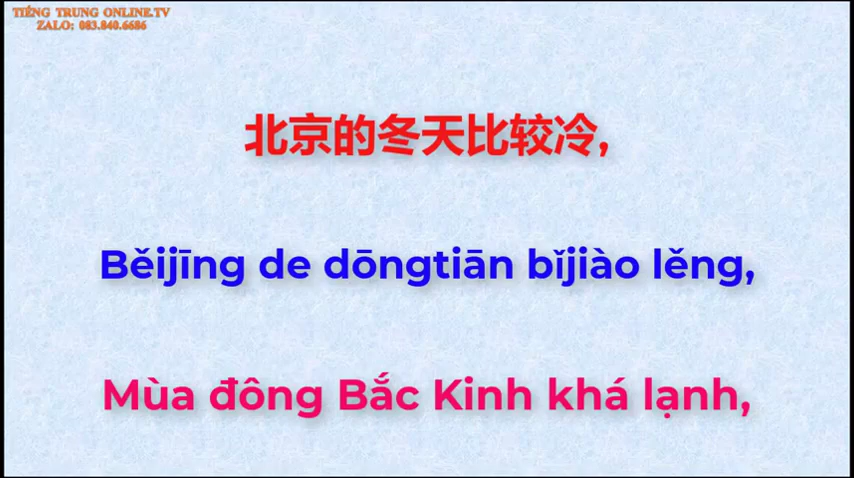 TIẾNG TRUNG ONLINE.TV
ZALO: 083.840.6686
北京的冬天比较冷,
Běijīng de dōngtiān bǐjiào lěng,
Mùa đông Bắc Kinh khá lạnh,